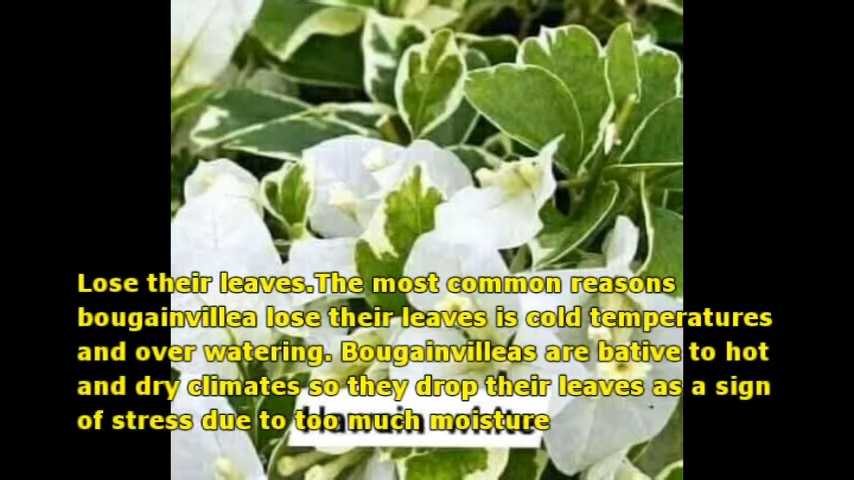 Lose their leaves.The most common reasons
bougainvillea lose their leaves is cold temperatures
and over watering. Bougainvilleas are bative to hot
and dry climates so they drop their leaves as a sign
of stress due to too much moisture